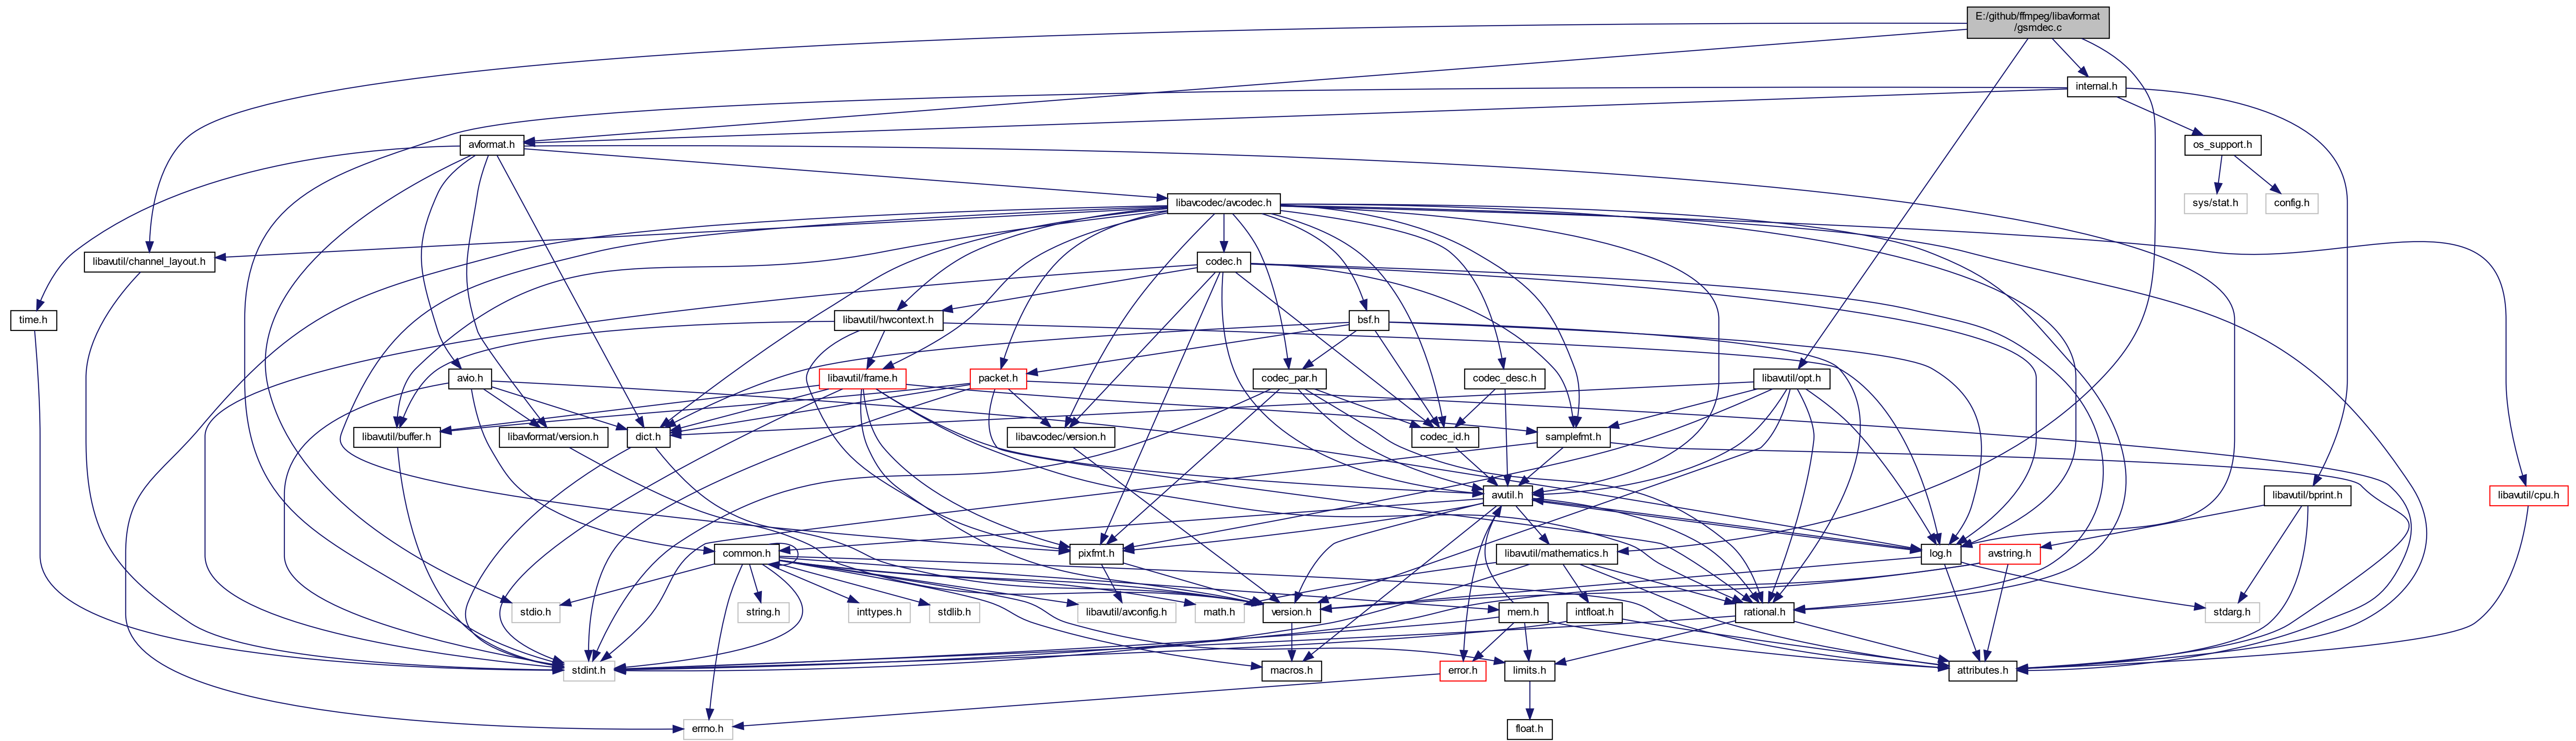 E:/github/ffmpeg/libavformat
/gsmdec.c
internal.h
avformat.h
os_support.h
libavcodec/avcodec.h
sys/stat.h
config.h
libavutil/channel_layout.h
codec.h
time.h
libavutil/hwcontext.h
bsf.h
avio.h
libavutil/frame.h
packet.h
codec_par.h
codec_desc.h
libavutil/opt.h
libavutil/buffer.h
libavformat/version.h
dict.h
libavcodec/version.h
codec_id.h
samplefmt.h
avutil.h
libavutil/bprint.h
libavutil/cpu.h
common.h
pixfmt.h
libavutil/mathematics.h
log.h
avstring.h
stdio.h
string.h
inttypes.h
stdlib.h
libavutil/avconfig.h
math.h
version.h
mem.h
intfloat.h
rational.h
stdarg.h
stdint.h
macros.h
error.h
limits.h
attributes.h
errno.h
float.h